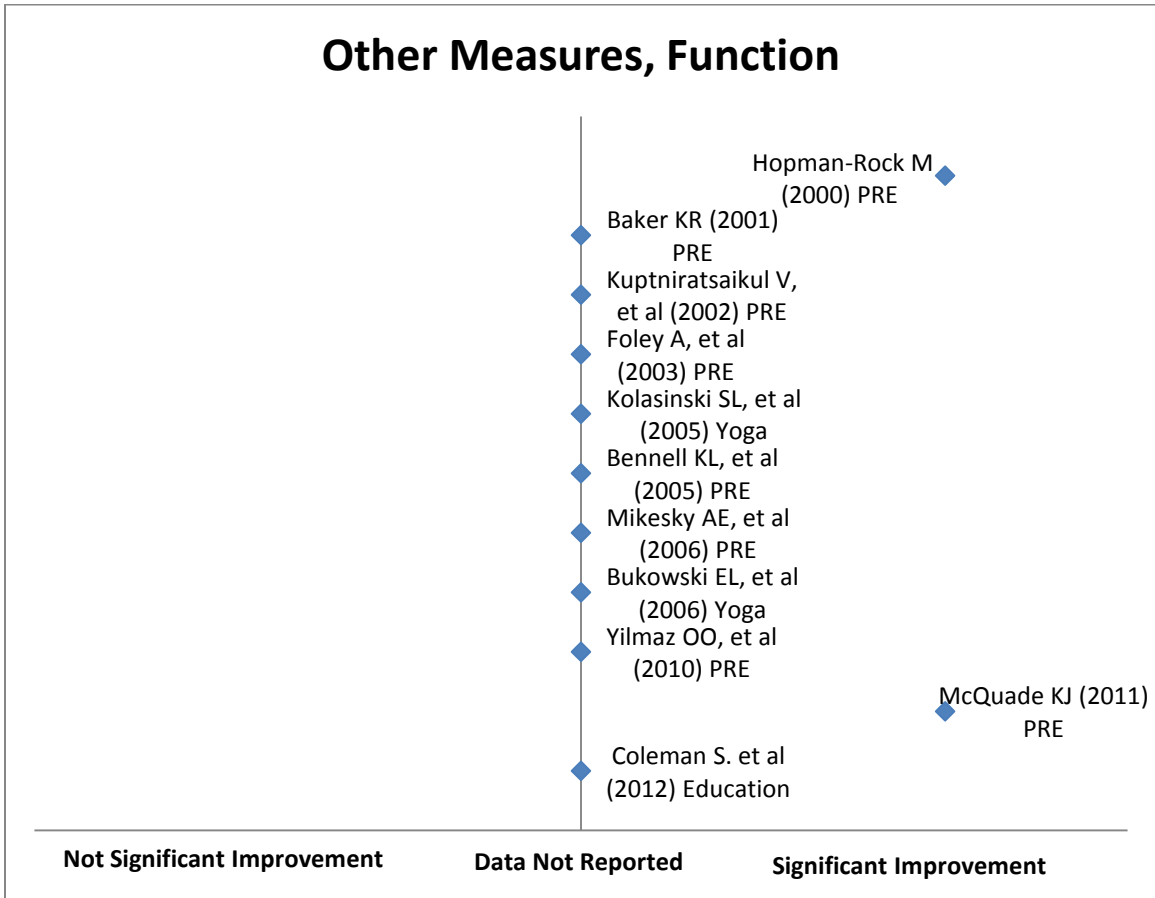 Other Measures, Function
Hopman-Rock M
(2000) PRE
Baker KR (2001)
PRE
Kuptniratsaikul V,
et al (2002) PRE
Foley A, et al
(2003) PRE
Kolasinski SL, et al
(2005) Yoga
Bennell KL, et al
(2005) PRE
Mikesky AE, et al
(2006) PRE
Bukowski EL, et al
(2006) Yoga
Yilmaz OO, et al
(2010) PRE
McQuade KJ (2011)
PRE
Coleman S. et al
(2012) Education
Not Significant Improvement
Data Not Reported
Significant Improvement